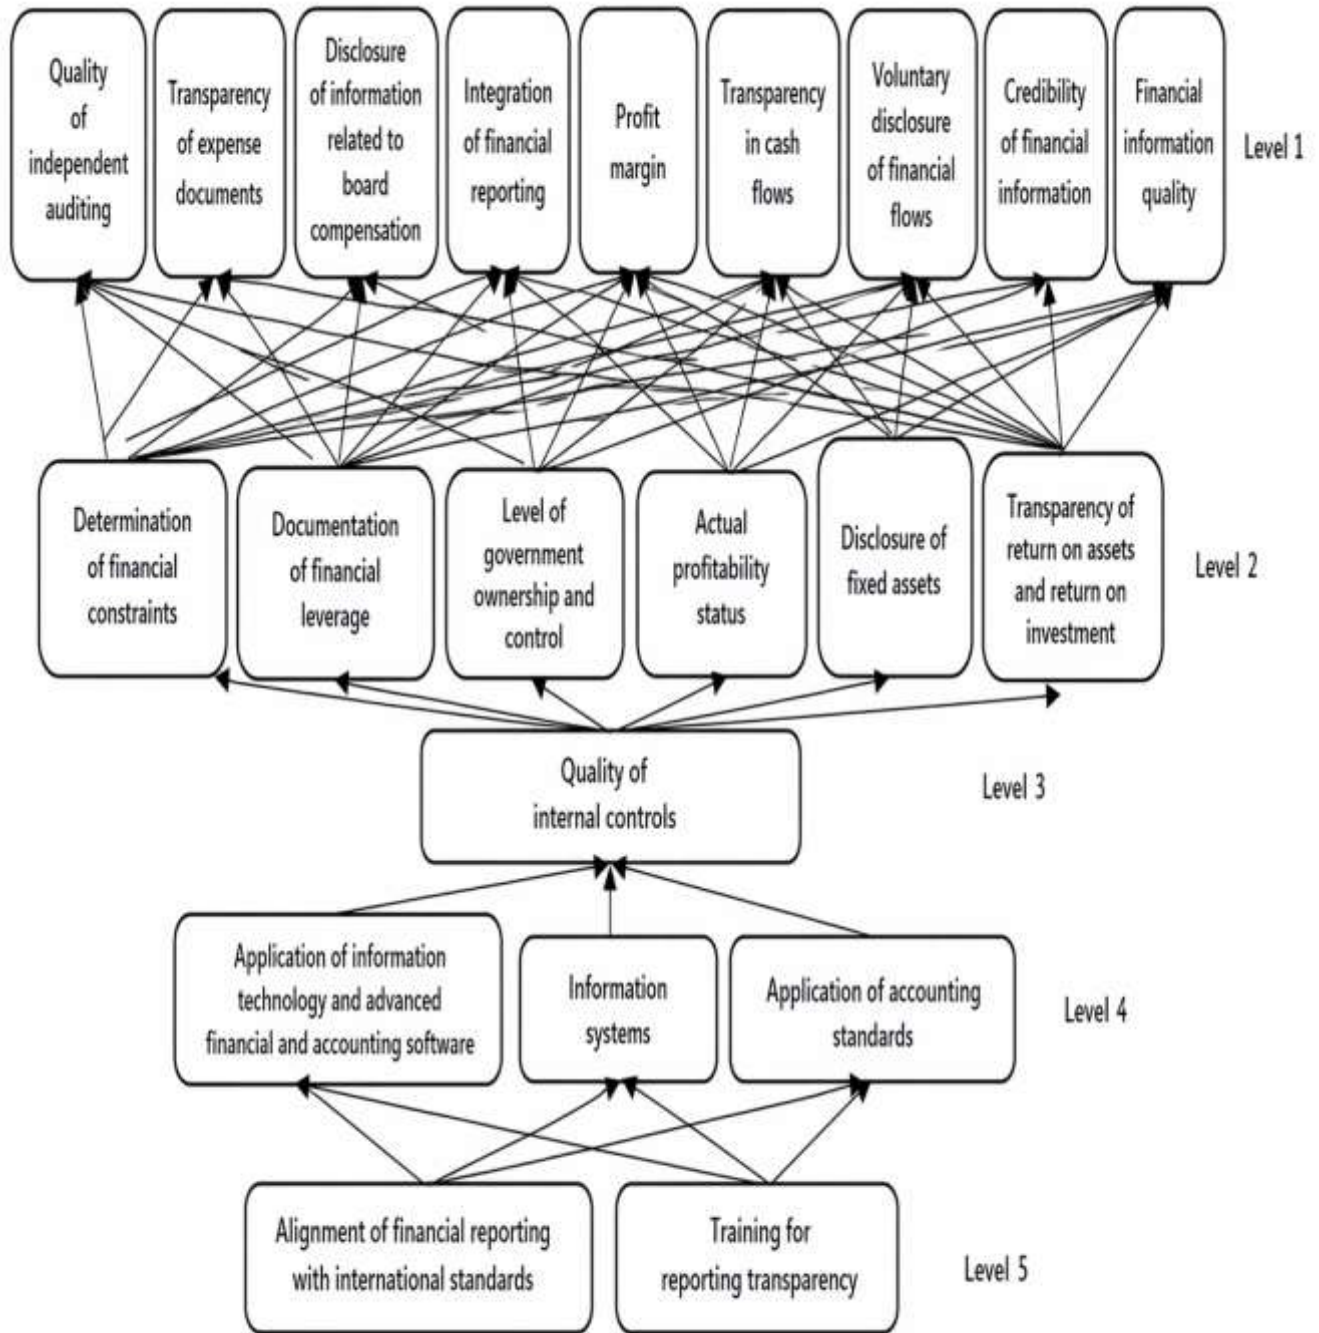 Quality
of
independent
auditing
Transparency
of expense
documents
Disclosure
of information
related to
board
compensation
Integration
of financial
reporting
Profit
margin
Transparency
in cash
flows
Voluntary
disclosure
of financial
flows
Credibility
of financial
information
Financial
information
quality
Level 1
Determination
of financial
constraints
Documentation
of financial
leverage
Level of
government
ownership and
control
Actual
profitability
status
Disclosure of
fixed assets
Transparency of
return on assets
and return on
investment
Level 2
Quality of
internal controls
Level 3
Application of information
technology and advanced
financial and accounting software
Information
systems
Application of accounting
standards
Level 4
Alignment of financial reporting
with international standards
Training for
reporting transparency
Level 5